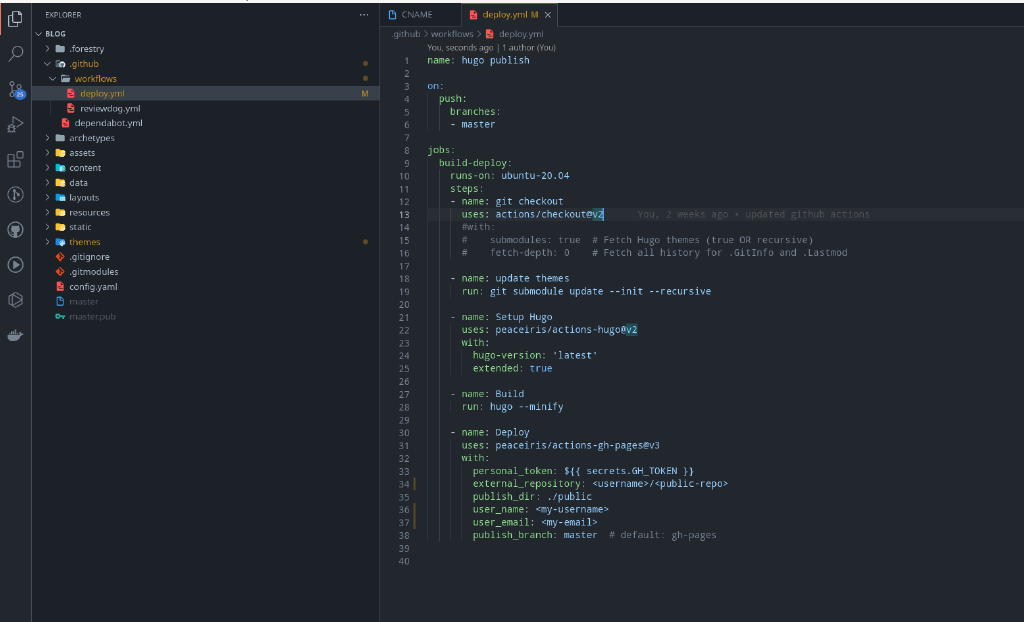 EXPLORER
BLOG
.forestry
.github
workflows
deploy.yml M
reviewdog.yml
dependabot.yml
archetypes
assets
content
data
layouts
resources
static
themes
.gitignore
.gitmodules
config.yaml
master
master.pub
25
CNAME
deploy.yml M
.github > workflows > deploy.yml
You, seconds ago | 1 author (You)
1 name: hugo publish
2
3 on:
4 push:
5 branches:
6 - master
7
8 jobs:
9 build-deploy:
10 runs-on: ubuntu-20.04
11 steps:
12 - name: git checkout
13 uses: actions/checkout@v2 You, 2 weeks ago • updated github actions
14 #with:
15 # submodules: true # Fetch Hugo themes (true OR recursive)
16 # fetch-depth: 0 # Fetch all history for .GitInfo and .Lastmod
17
18 - name: update themes
19 run: git submodule update --init --recursive
20
21 - name: Setup Hugo
22 uses: peaceiris/actions-hugo@v2
23 with:
24 hugo-version: 'latest'
25 extended: true
26
27 - name: Build
28 run: hugo --minify
29
30 - name: Deploy
31 uses: peaceiris/actions-gh-pages@v3
32 with:
33 personal_token: ${{ secrets.GH_TOKEN }}
34 external_repository: <username>/<public-repo>
35 publish_dir: ./public
36 user_name: <my-username>
37 user_email: <my-email>
38 publish_branch: master # default: gh-pages
39
40